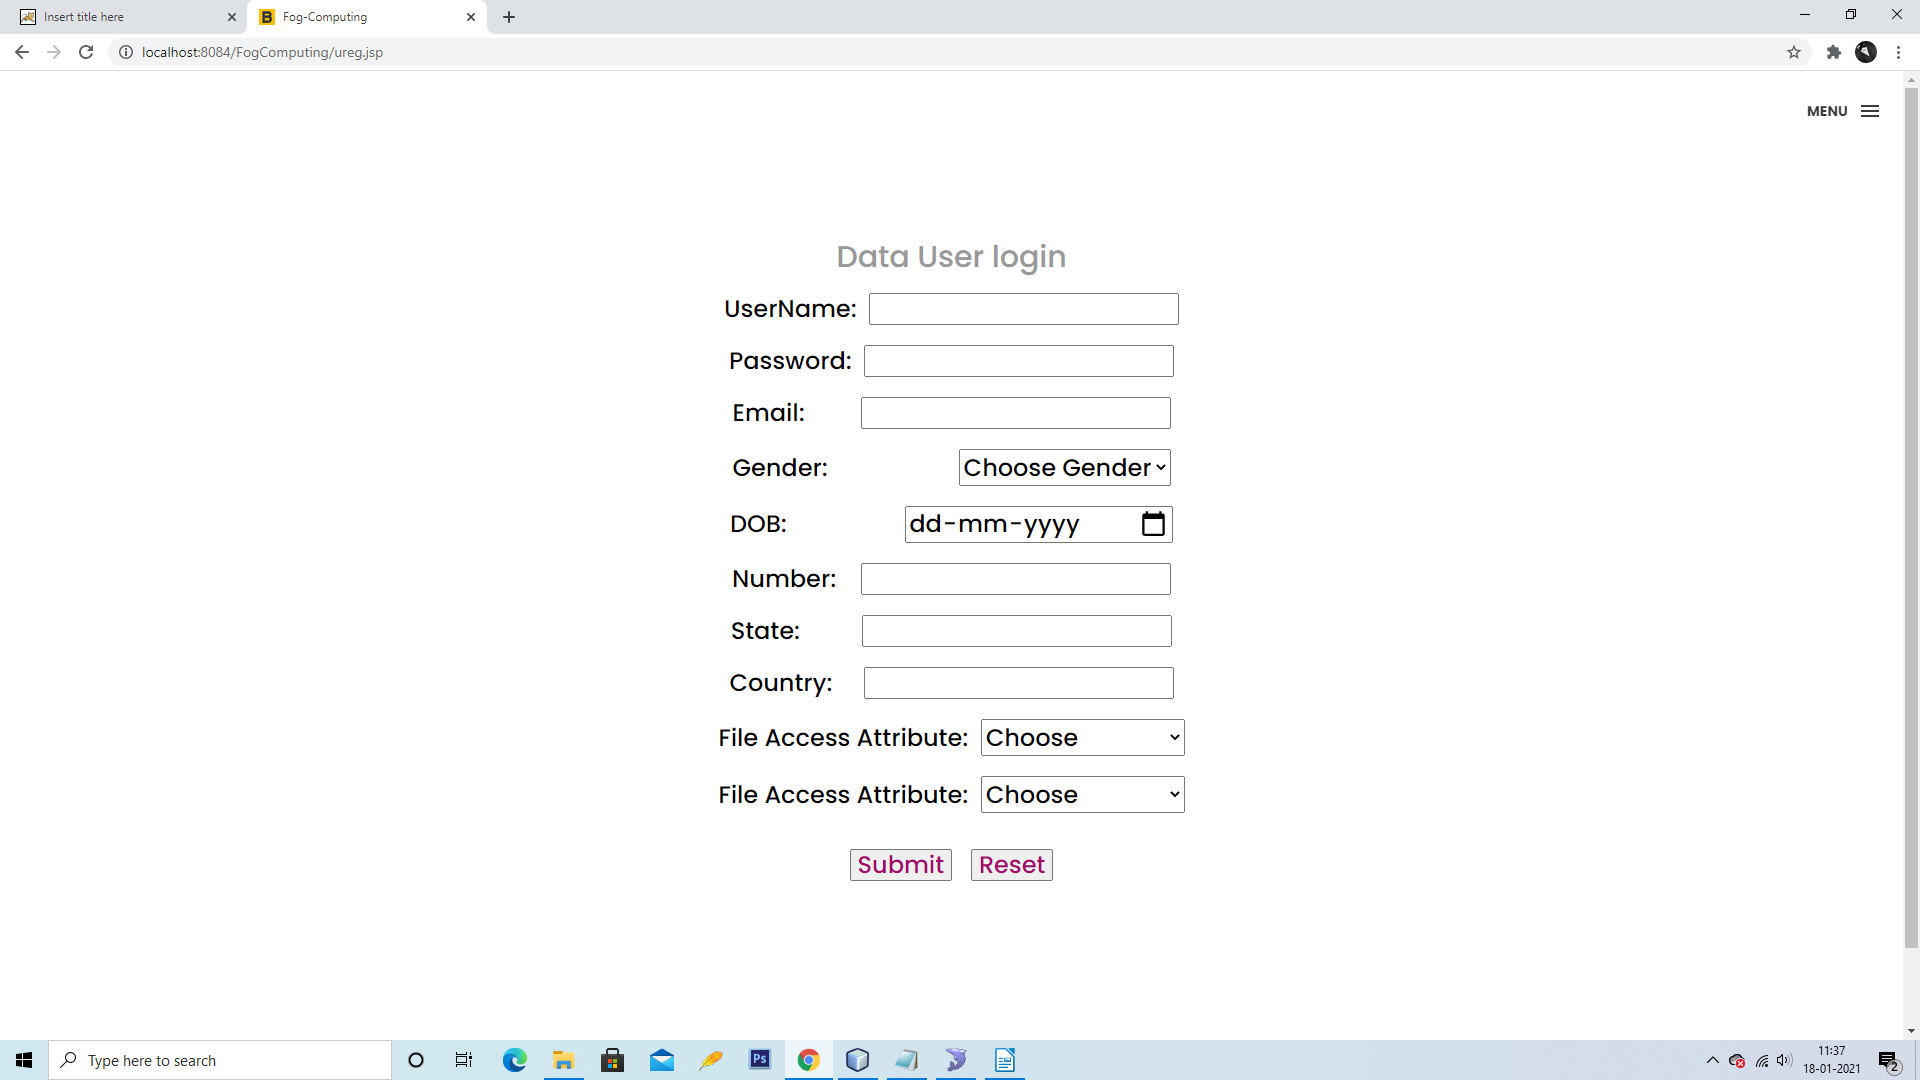 Insert title here
Fog-Computing
localhost:8084/FogComputing/ureg.jsp
MENU
Data User login
UserName:
Password:
Email:
Gender: Choose Gender
DOB: dd-mm-yyyy
Number:
State:
Country:
File Access Attribute: Choose
File Access Attribute: Choose
Submit Reset
Type here to search
Ps
11:37
18-01-2021
2